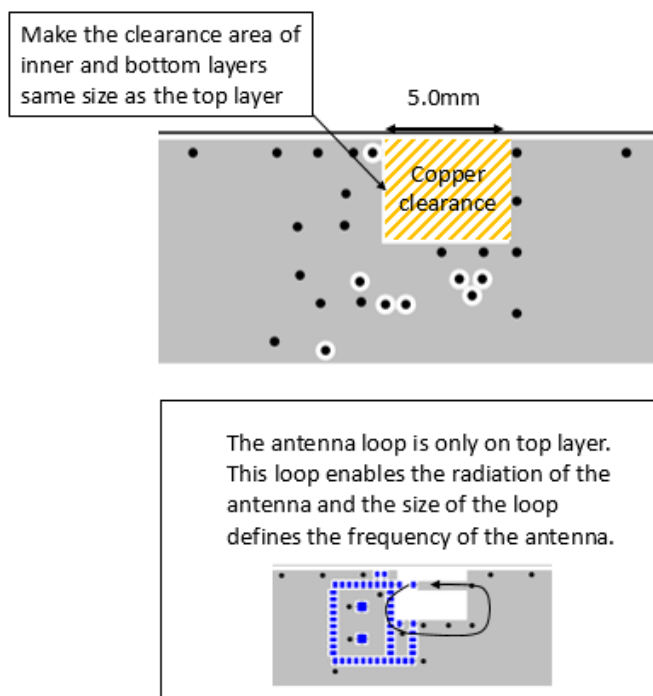 Make the clearance area of
inner and bottom layers
same size as the top layer
5.0mm
Copper
clearance
The antenna loop is only on top layer.
This loop enables the radiation of the
antenna and the size of the loop
defines the frequency of the antenna.